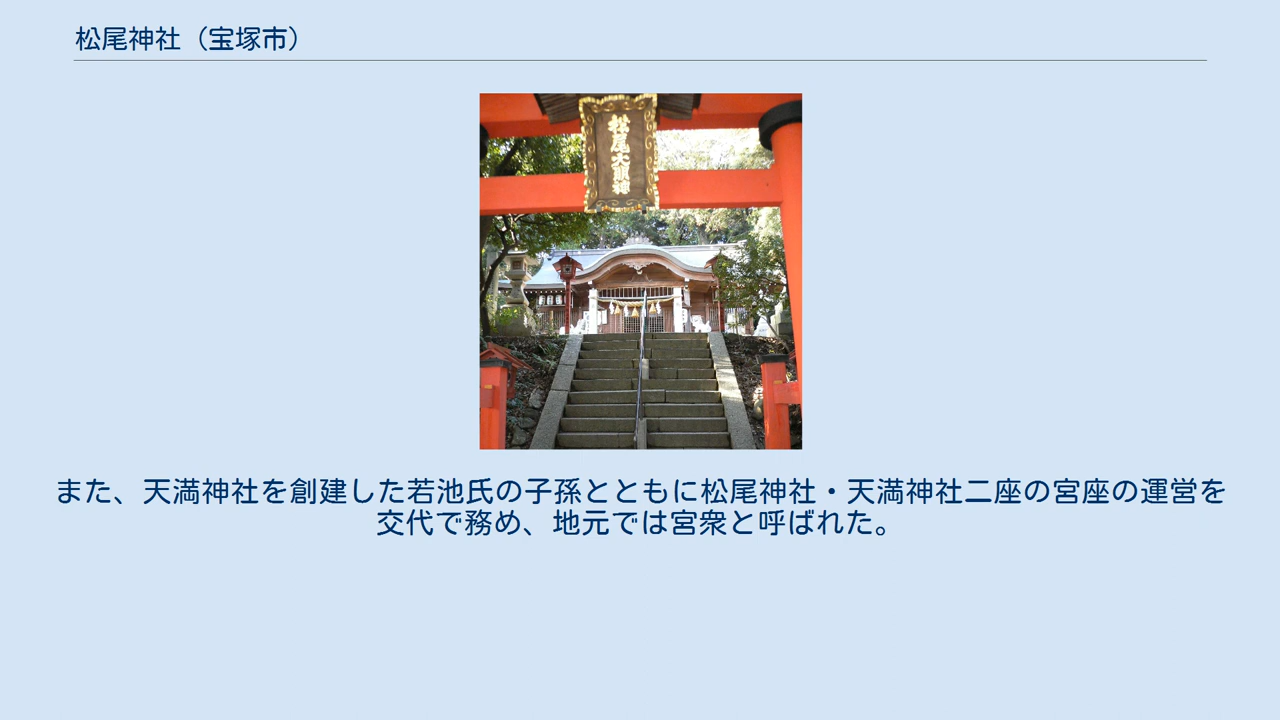 松尾神社（宝塚市）
松尾大明神
また、天満神社を創建した若池氏の子孫とともに松尾神社・天満神社二座の宮座の運営を
交代で務め、地元では宮衆と呼ばれた。